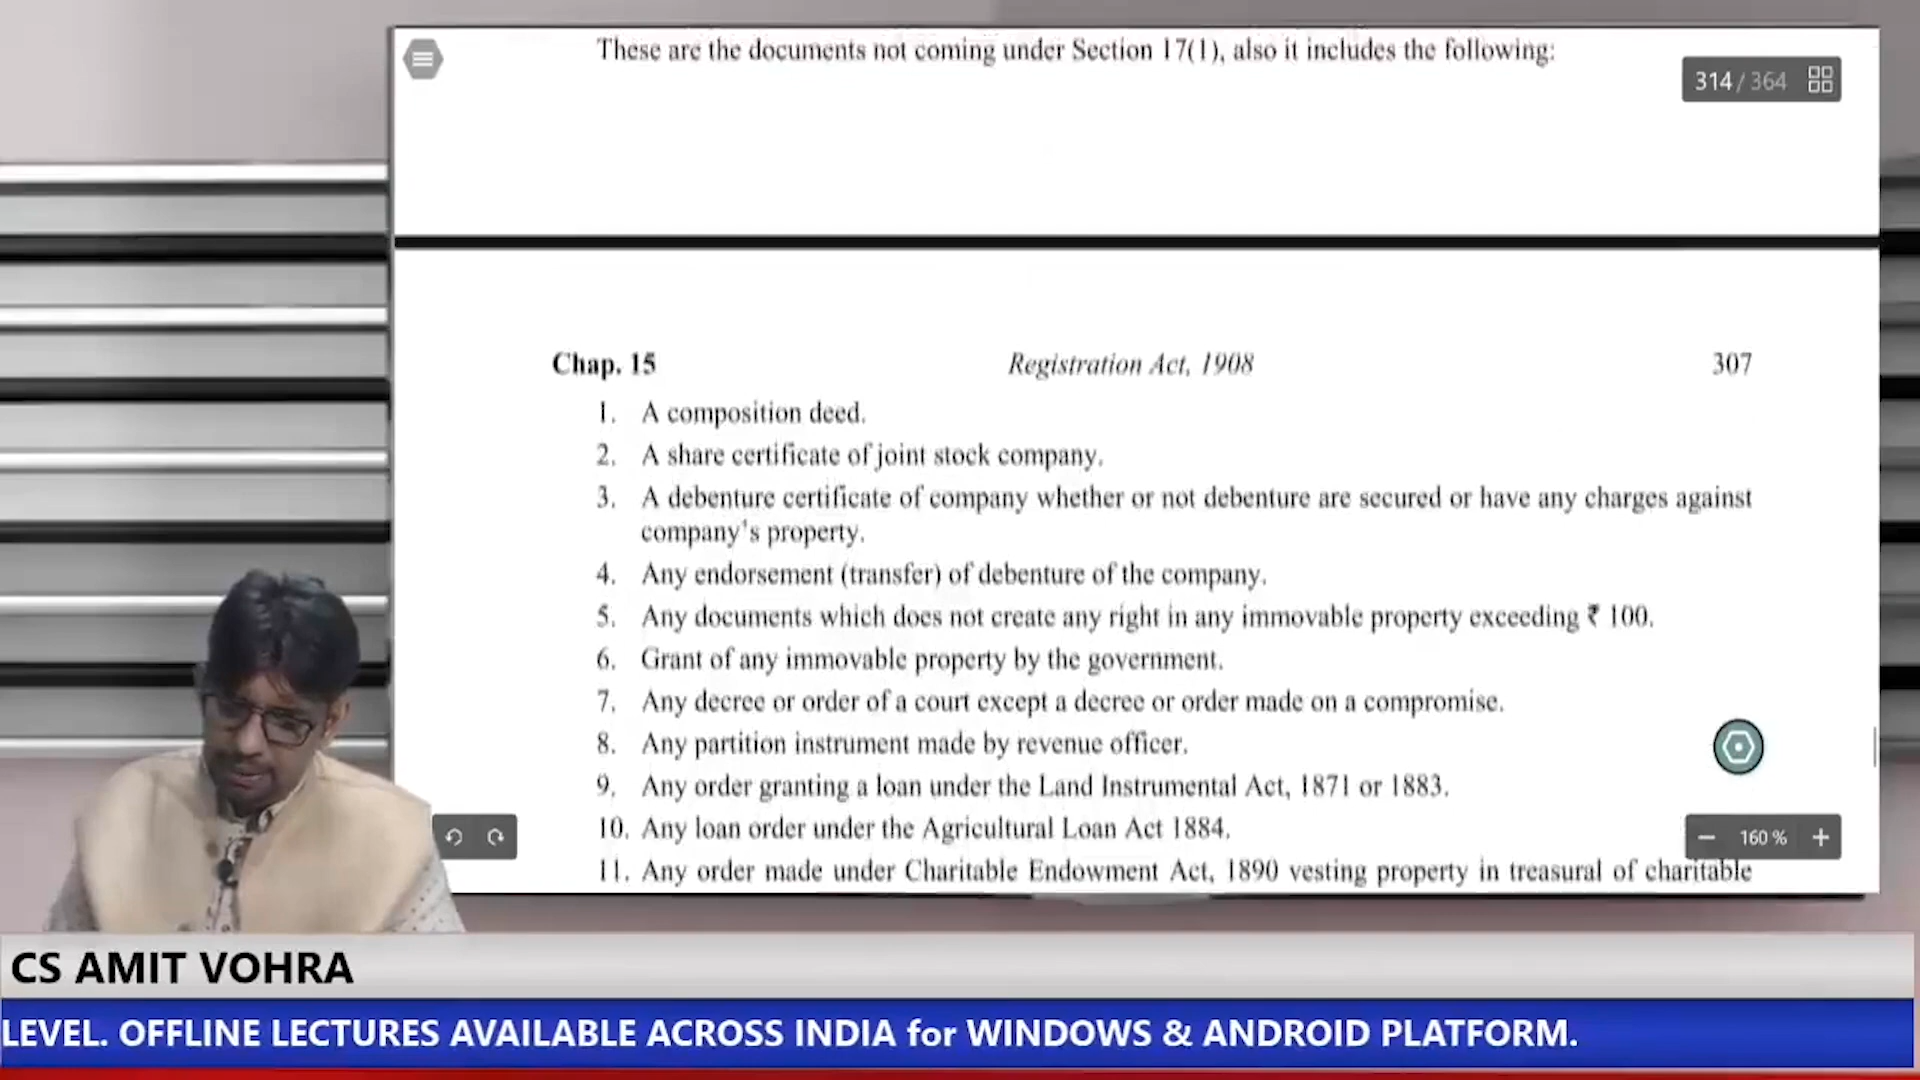 These are the documents not coming under Section 17(1), also it includes the following:
314 / 364
Chap. 15
Registration Act, 1908
307
1. A composition deed.
2. A share certificate of joint stock company.
3. A debenture certificate of company whether or not debenture are secured or have any charges against
company's property.
4. Any endorsement (transfer) of debenture of the company.
5. Any documents which does not create any right in any immovable property exceeding ₹ 100.
6. Grant of any immovable property by the government.
7. Any decree or order of a court except a decree or order made on a compromise.
8. Any partition instrument made by revenue officer.
9. Any order granting a loan under the Land Instrumental Act, 1871 or 1883.
10. Any loan order under the Agricultural Loan Act 1884.
160 %
11. Any order made under Charitable Endowment Act, 1890 vesting property in treasural of charitable
CS AMIT VOHRA
LEVEL. OFFLINE LECTURES AVAILABLE ACROSS INDIA for WINDOWS & ANDROID PLATFORM.